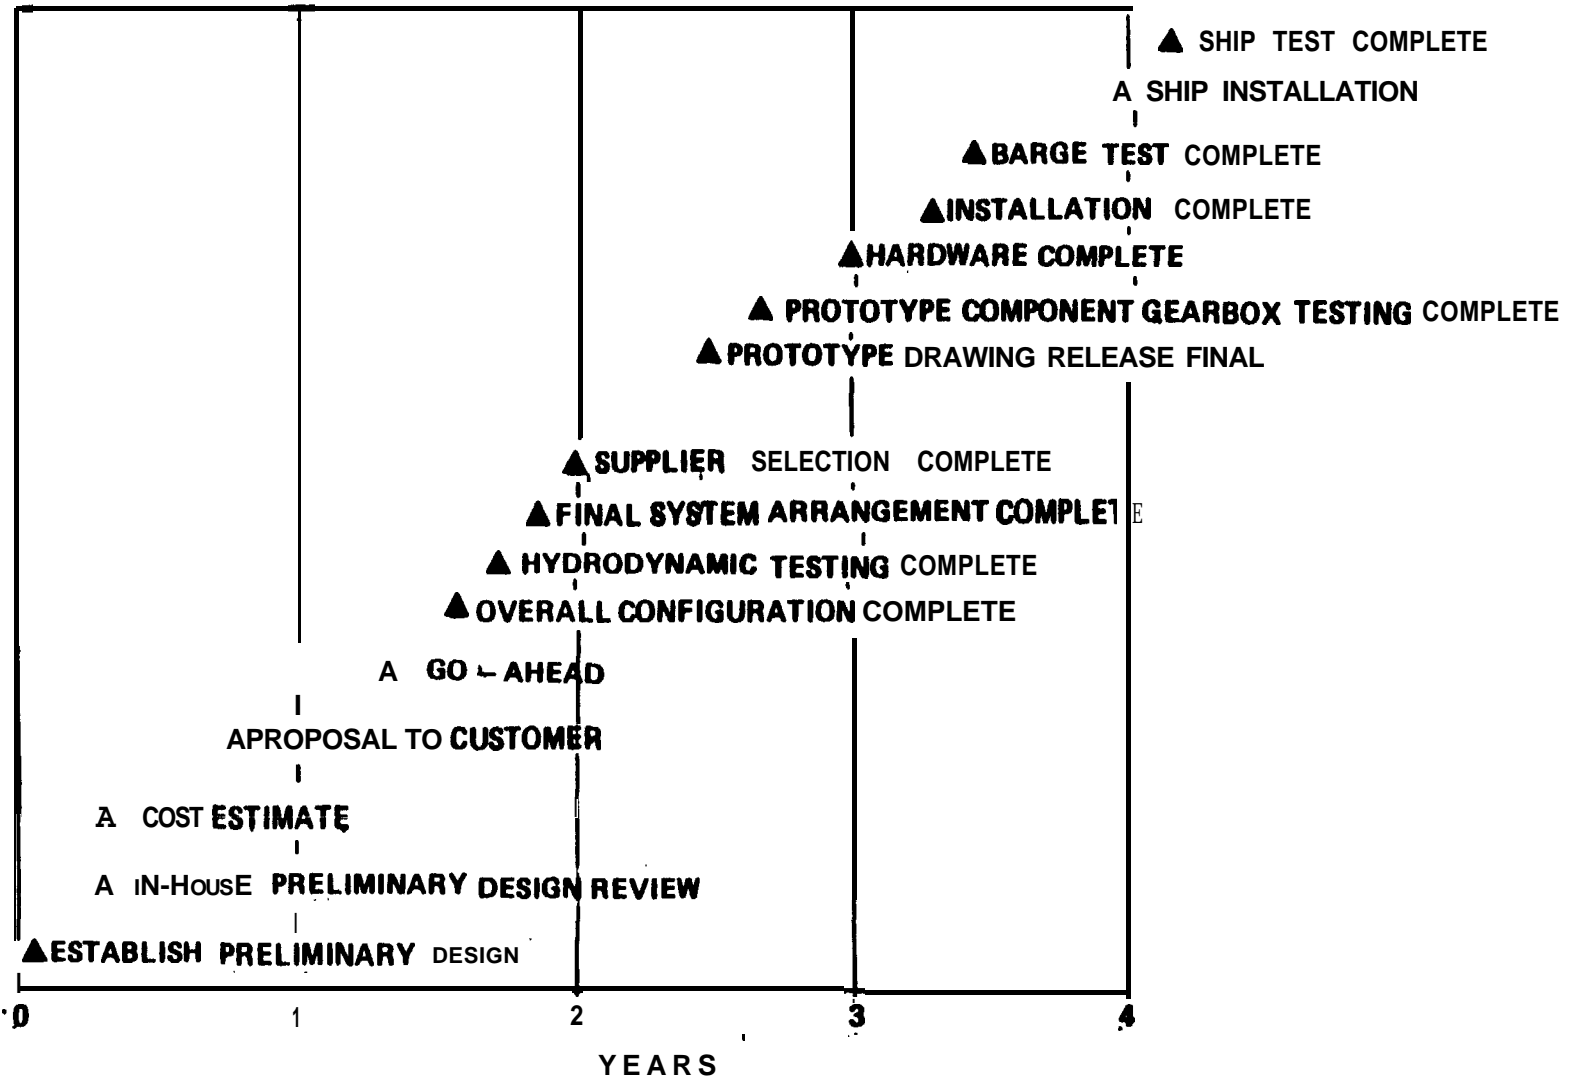 ▲ SHIP TEST COMPLETE
A SHIP INSTALLATION
▲BARGE TEST COMPLETE
▲INSTALLATION COMPLETE
▲HARDWARE COMPLETE
▲ PROTOTYPE COMPONENT GEARBOX TESTING COMPLETE
▲PROTOTYPE DRAWING RELEASE FINAL
▲SUPPLIER SELECTION COMPLETE
▲FINAL SYSTEM ARRANGEMENT COMPLETE
▲ HYDRODYNAMIC TESTING COMPLETE
▲OVERALL CONFIGURATION COMPLETE
A GO - AHEAD
APROPOSAL TO CUSTOMER
A COST ESTIMATE
A iN-HousE PRELIMINARY DESIGN REVIEW
▲ESTABLISH PRELIMINARY DESIGN
0 1 2 3 4
YEARS